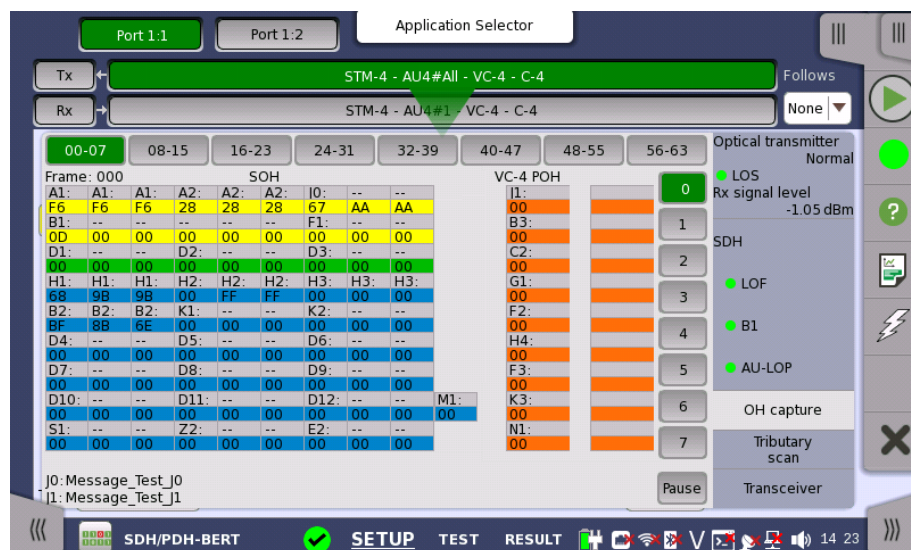 Port 1:1 Port 1:2 Application Selector
Tx STM-4 - AU4#All - VC-4 - C-4 Follows
Rx STM-4 - AU4#1 - VC-4 - C-4 None
00-07 08-15 16-23 24-31 32-39 40-47 48-55 56-63
Frame: 000 SOH VC-4 POH
A1: A1: A1: A2: A2: A2: J0: -- -- J1:
F6 F6 F6 28 28 28 67 AA AA 00
B1: -- -- -- -- -- F1: -- -- B3:
0D 00 00 00 00 00 00 00 00 00
D1: -- -- D2: -- -- D3: -- -- C2:
00 00 00 00 00 00 00 00 00 00
H1: H1: H1: H2: H2: H2: H3: H3: H3: G1:
68 9B 9B 00 FF FF 00 00 00 00
B2: B2: B2: K1: -- -- K2: -- -- F2:
BF 8B 6E 00 00 00 00 00 00 00
D4: -- -- D5: -- -- D6: -- -- H4:
00 00 00 00 00 00 00 00 00 00
D7: -- -- D8: -- -- D9: -- -- F3:
00 00 00 00 00 00 00 00 00 00
D10: -- -- D11: -- -- D12: -- -- M1: K3:
00 00 00 00 00 00 00 00 00 00 00
S1: -- -- Z2: -- -- E2: -- -- N1:
00 00 00 00 00 00 00 00 00 00
0
1
2
3
4
5
6
7
Pause
J0:Message_Test_J0
J1:Message_Test_J1
Optical transmitter
Normal
LOS
Rx signal level
-1.05 dBm
SDH
LOF
B1
AU-LOP
OH capture
Tributary
scan
Transceiver
?
SDH/PDH-BERT SETUP TEST RESULT V 14 23